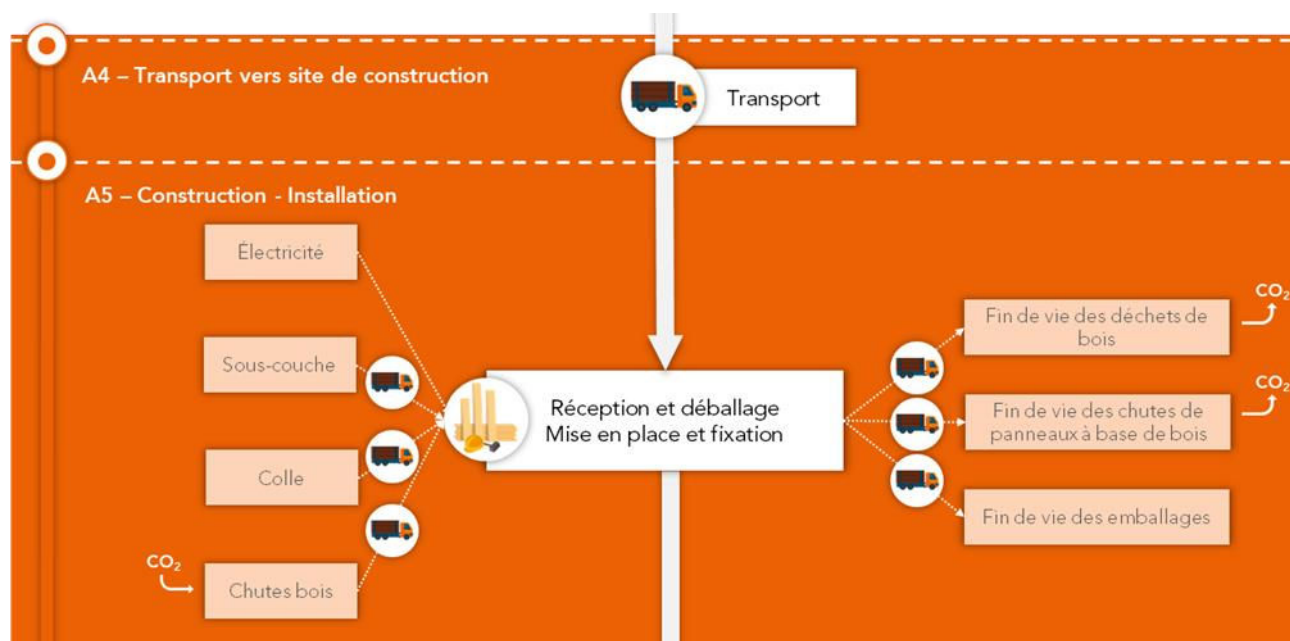 A4 – Transport vers site de construction
Transport
A5 – Construction - Installation
Électricité
Sous-couche
Colle
CO₂
Chutes bois
Réception et déballage
Mise en place et fixation
Fin de vie des déchets de
bois
CO₂
Fin de vie des chutes de
panneaux à base de bois
CO₂
Fin de vie des emballages